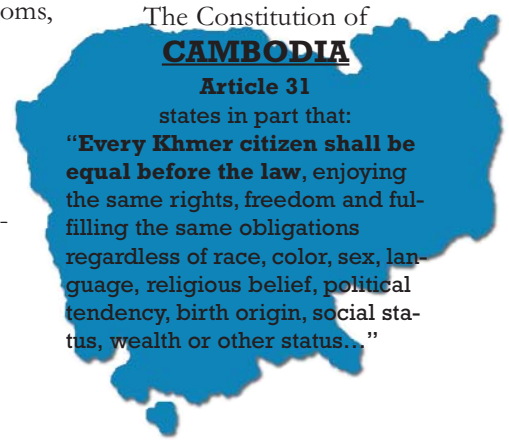 oms,
The Constitution of
CAMBODIA
Article 31
states in part that:
“Every Khmer citizen shall be
equal before the law, enjoying
the same rights, freedom and ful-
-
filling the same obligations
regardless of race, color, sex, lan-
guage, religious belief, political
tendency, birth origin, social sta-
tus, wealth or other status…”